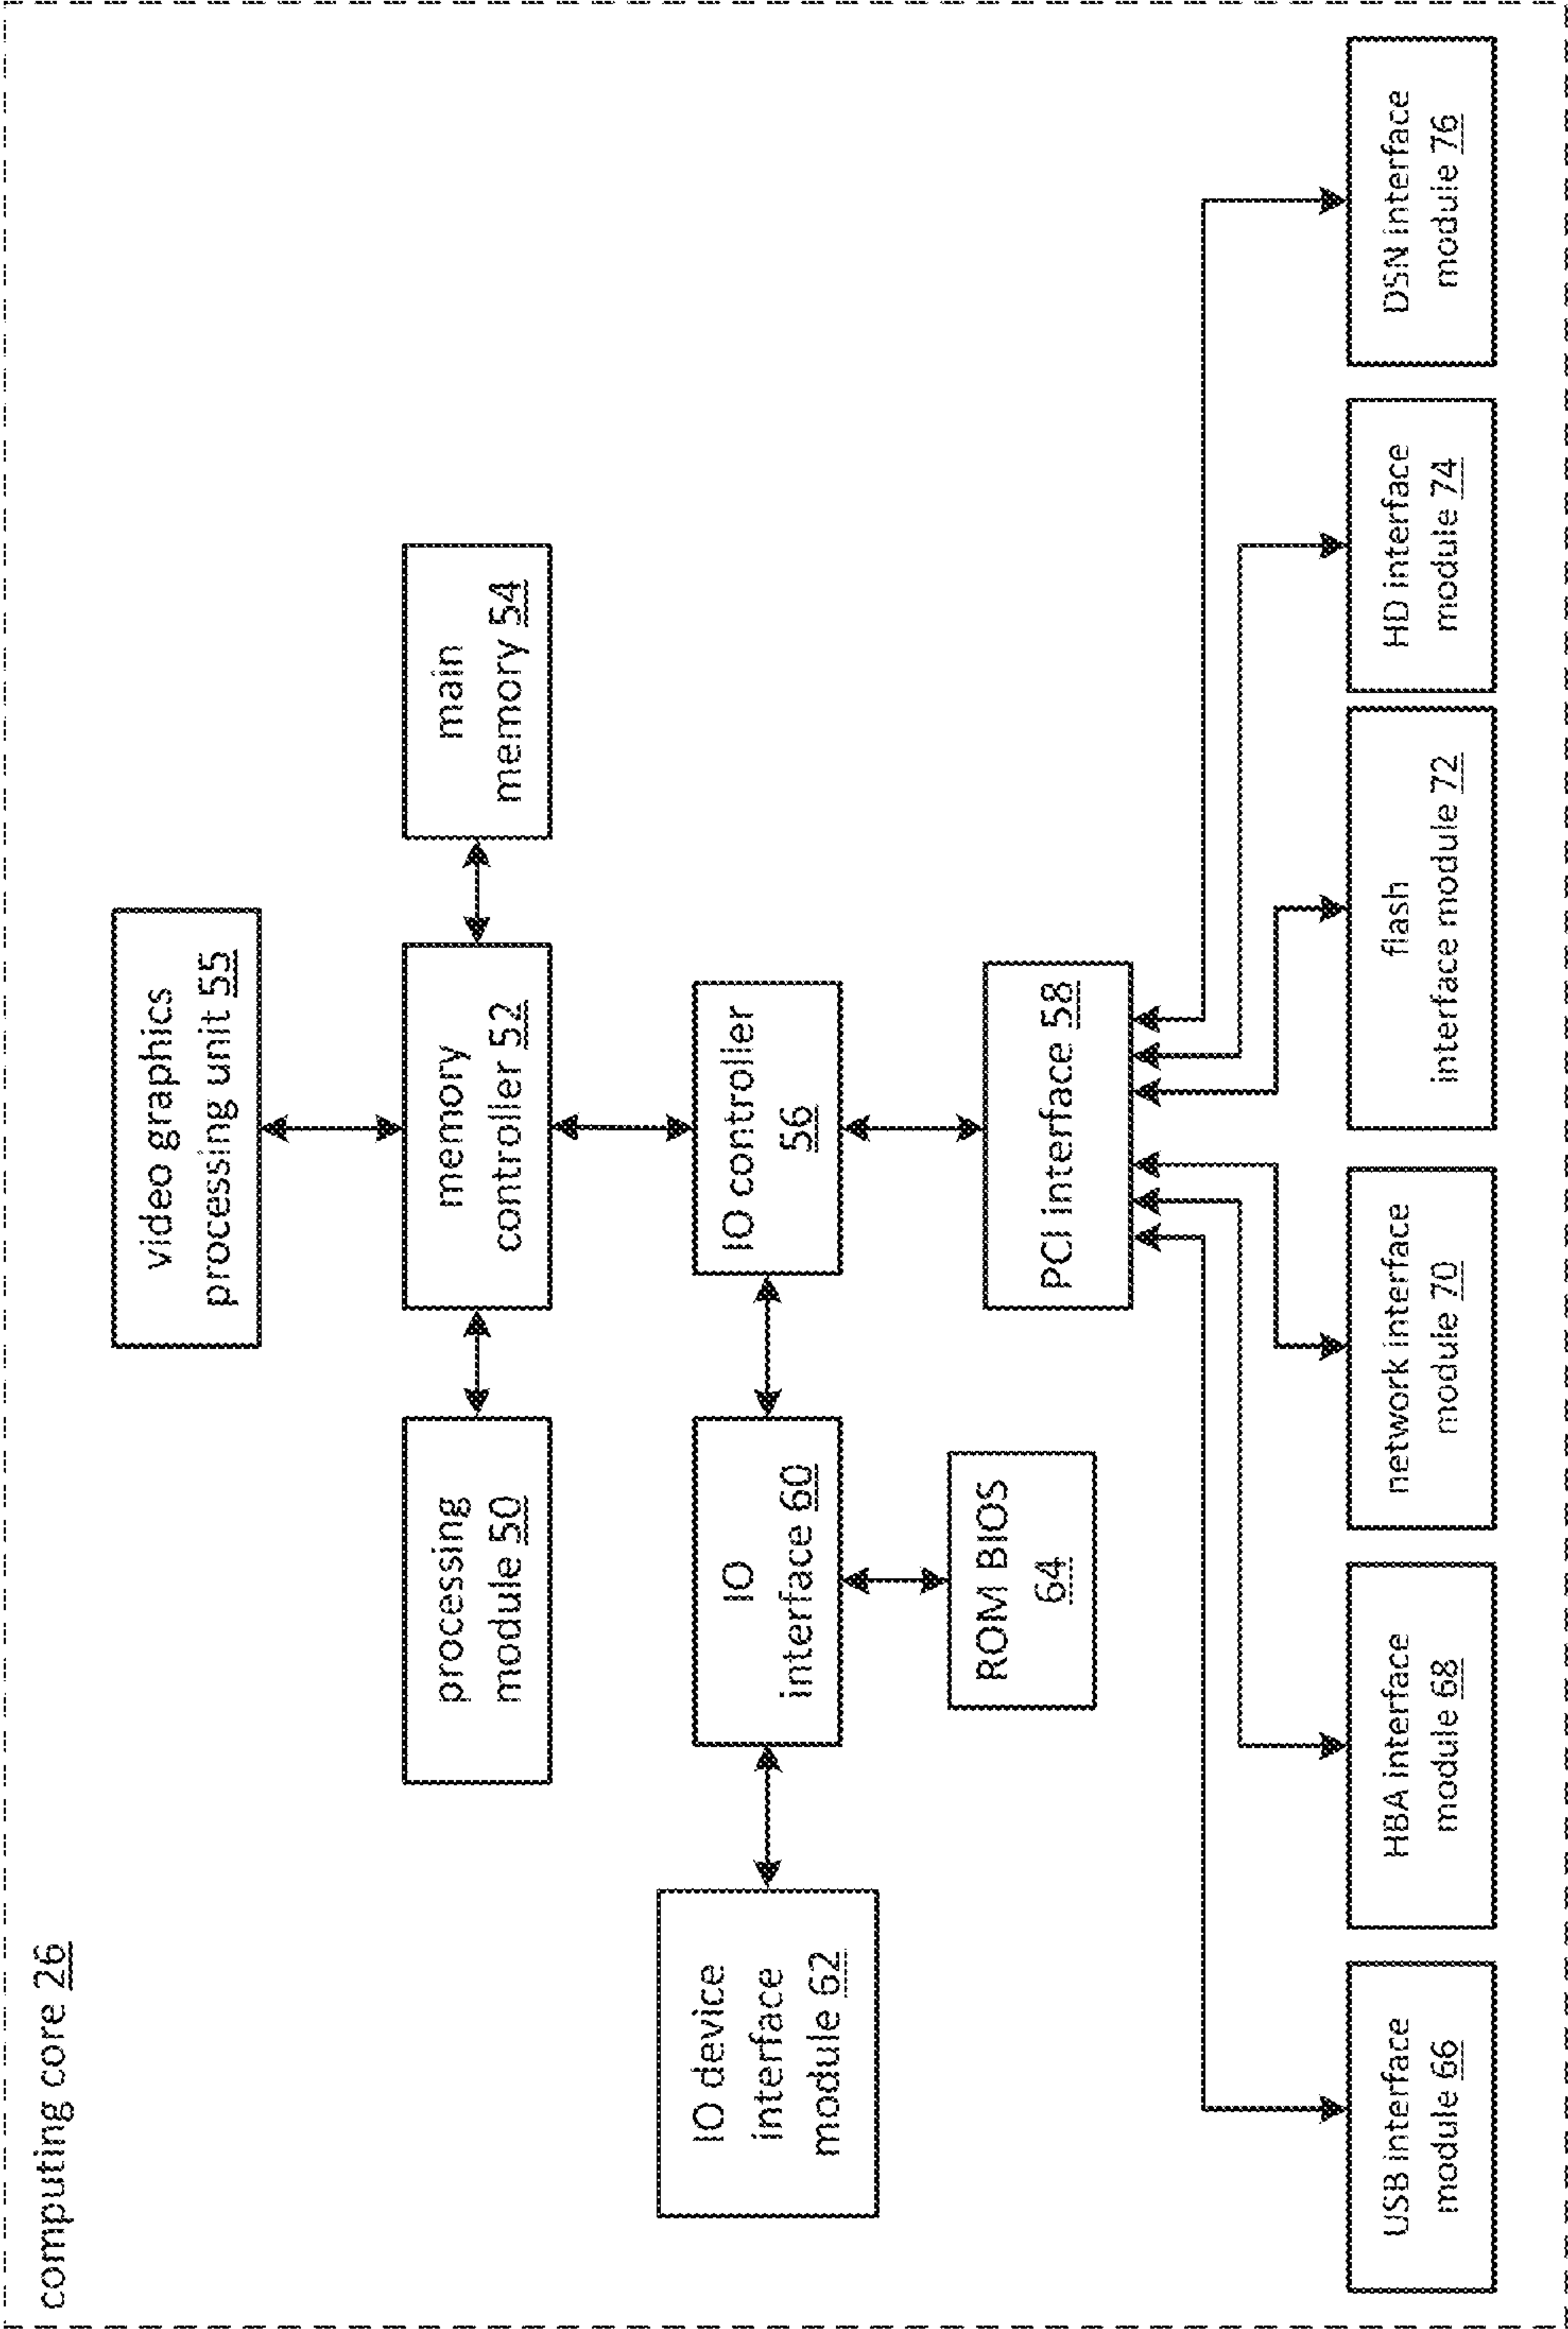 computing core 26
video graphics
processing unit 55
processing
module 50
memory
controller 52
main
memory 54
IO device
interface
module 62
IO
interface 60
IO controller
56
ROM BIOS
64
PCI interface 58
USB interface
module 66
HBA interface
module 68
network interface
module 70
flash
interface module 72
HD interface
module 74
DSN interface
module 76